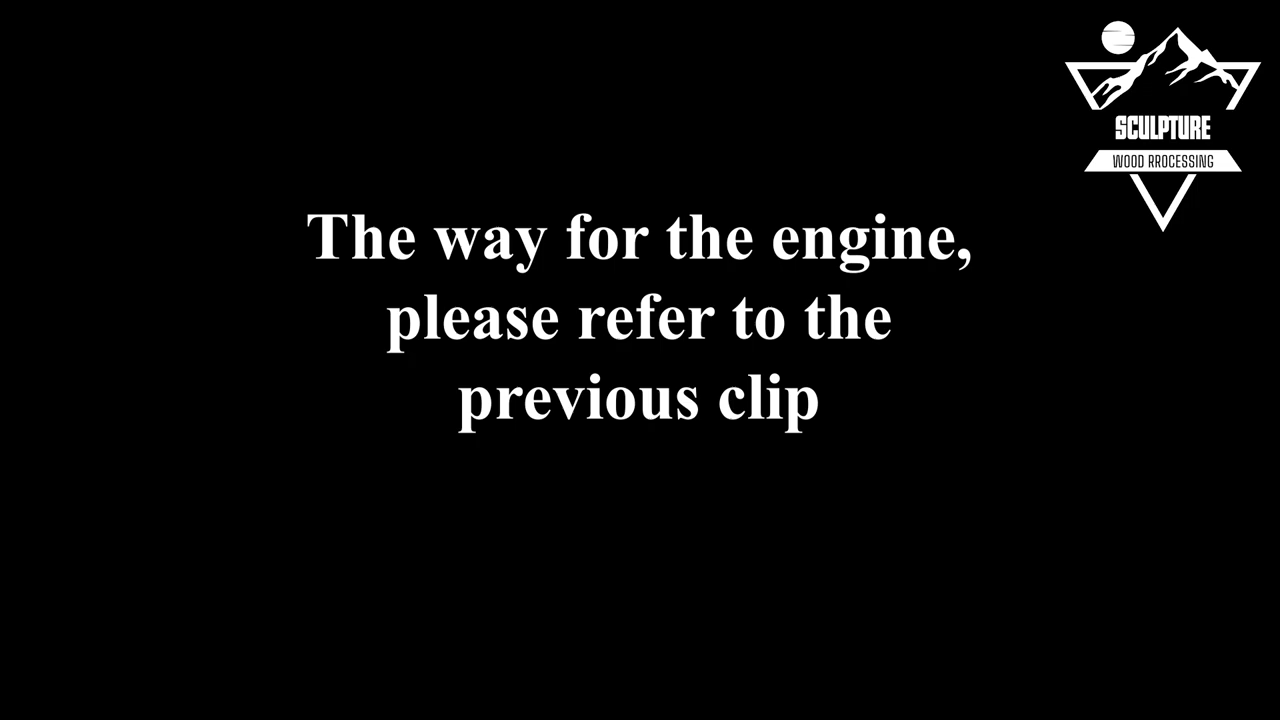 SCULPTURE
WOOD RROCESSING
The way for the engine,
please refer to the
previous clip